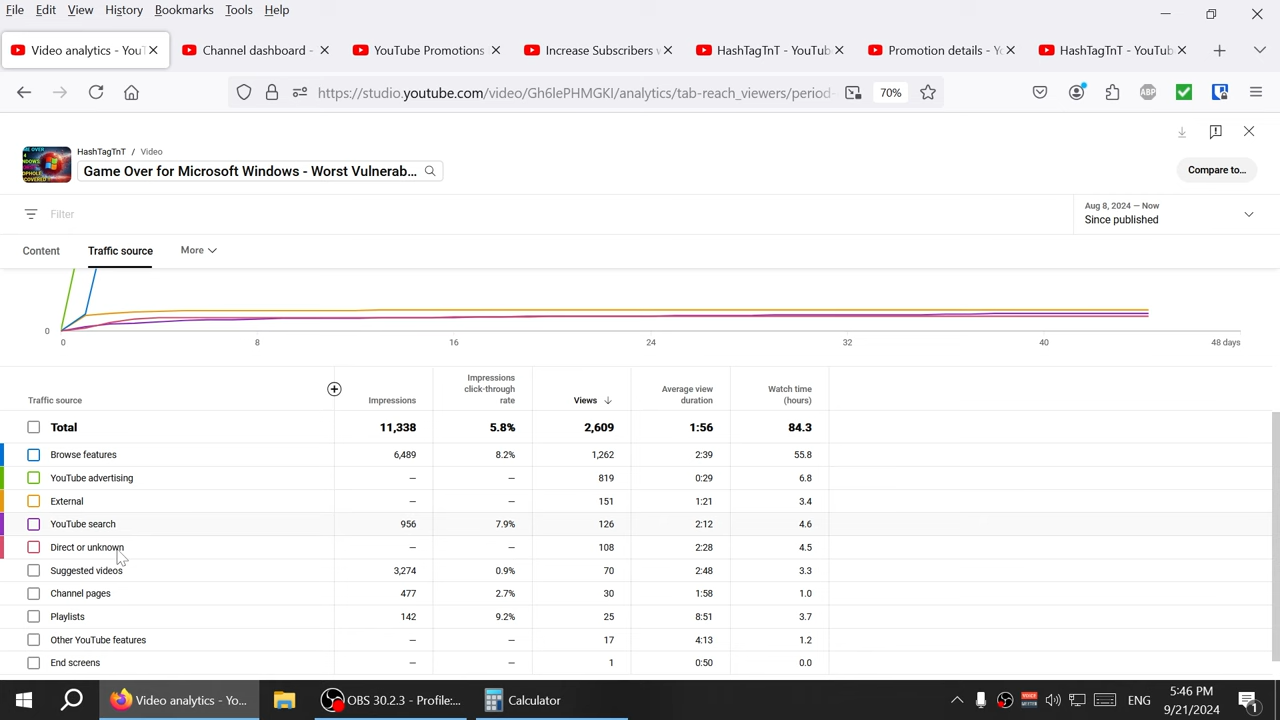 File Edit View History Bookmarks Tools Help
Video analytics - YouT
Channel dashboard -
YouTube Promotions
Increase Subscribers w
HashTagTnT - YouTub
Promotion details - Yo
HashTagTnT - YouTub
https://studio.youtube.com/video/Gh6lePHMGKI/analytics/tab-reach_viewers/period- 70% ABP
HashTagTnT / Video
Game Over for Microsoft Windows - Worst Vulnerab...
Compare to...
Filter
Aug 8, 2024 – Now
Since published
Content Traffic source More
0
0 8 16 24 32 40 48 days
Traffic source Impressions Impressions click-through rate Views Average view duration Watch time (hours)
Total 11,338 5.8% 2,609 1:56 84.3
Browse features 6,489 8.2% 1,262 2:39 55.8
YouTube advertising – – 819 0:29 6.8
External – – 151 1:21 3.4
YouTube search 956 7.9% 126 2:12 4.6
Direct or unknown – – 108 2:28 4.5
Suggested videos 3,274 0.9% 70 2:48 3.3
Channel pages 477 2.7% 30 1:58 1.0
Playlists 142 9.2% 25 8:51 3.7
Other YouTube features – – 17 4:13 1.2
End screens – – 1 0:50 0.0
Video analytics - Yo...
OBS 30.2.3 - Profile:...
Calculator
ENG
5:46 PM
9/21/2024
1